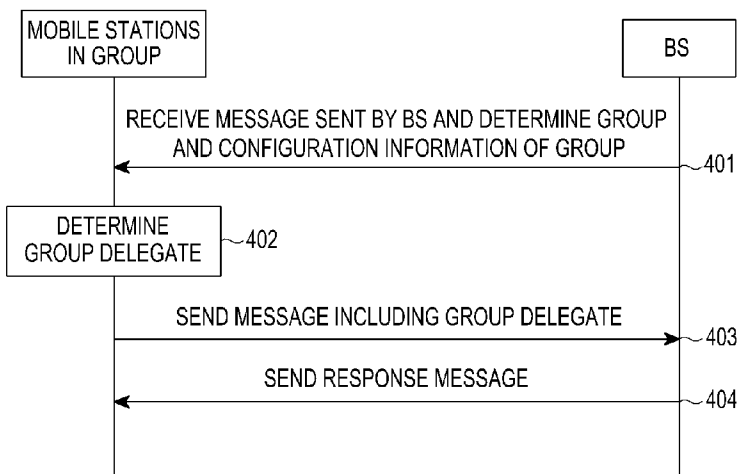 MOBILE STATIONS
IN GROUP
BS
RECEIVE MESSAGE SENT BY BS AND DETERMINE GROUP
AND CONFIGURATION INFORMATION OF GROUP
401
DETERMINE
GROUP DELEGATE
402
SEND MESSAGE INCLUDING GROUP DELEGATE
403
SEND RESPONSE MESSAGE
404